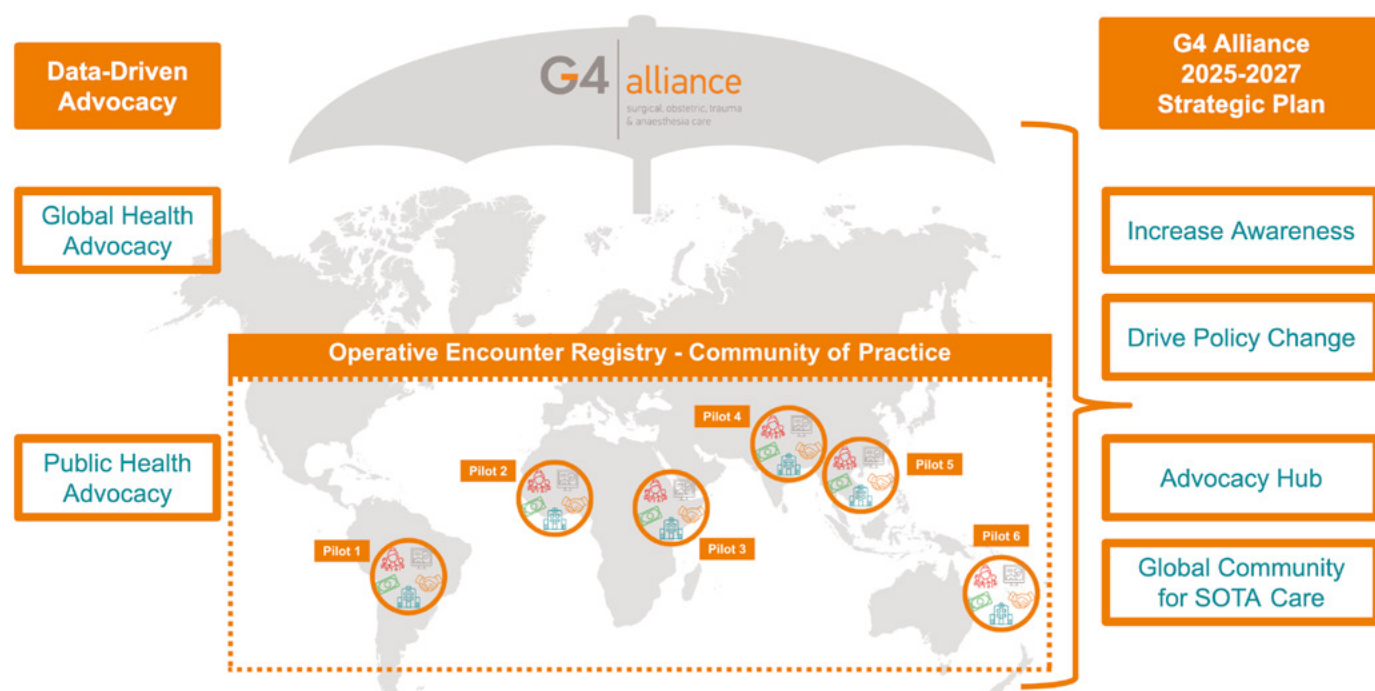 Data-Driven
Advocacy
Global Health
Advocacy
Public Health
Advocacy
G4 alliance
surgical, obstetric, trauma
& anaesthesia care
Operative Encounter Registry - Community of Practice
Pilot 1
Pilot 2
Pilot 3
Pilot 4
Pilot 5
Pilot 6
G4 Alliance
2025-2027
Strategic Plan
Increase Awareness
Drive Policy Change
Advocacy Hub
Global Community
for SOTA Care